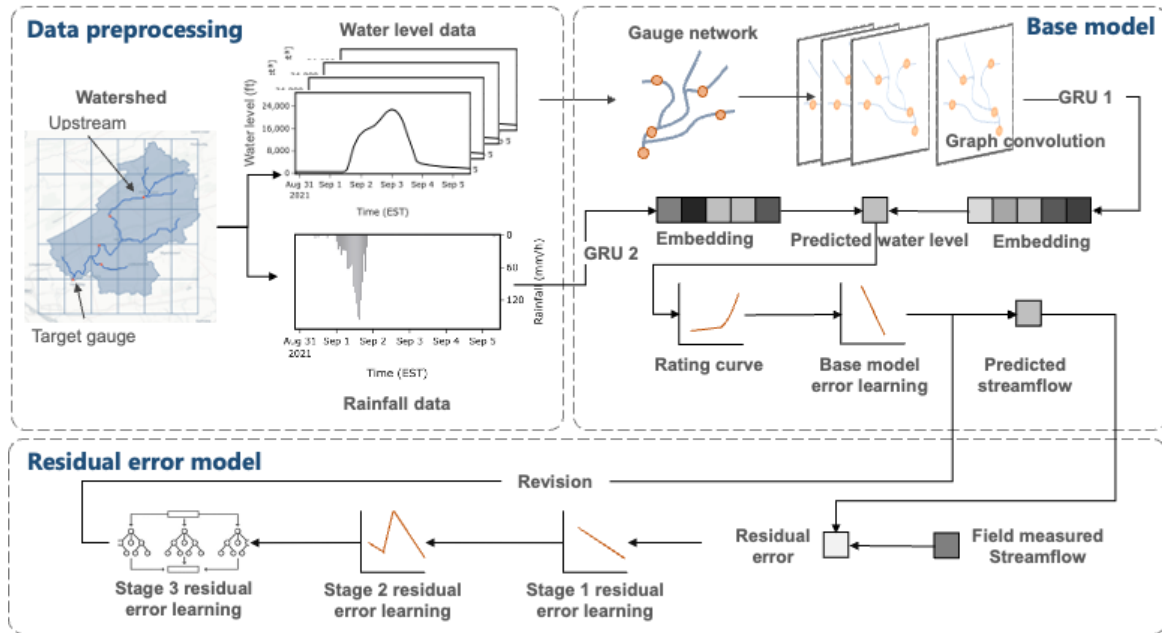 Data preprocessing
Water level data
Watershed
Upstream
Target gauge
Water level (ft)
24,000
16,000
8,000
0
Aug 31 Sep 1 Sep 2 Sep 3 Sep 4 Sep 5
2021
Time (EST)
0
60
120
Rainfall (mm/h)
Aug 31 Sep 1 Sep 2 Sep 3 Sep 4 Sep 5
2021
Time (EST)
Rainfall data
Base model
Gauge network
GRU 1
Graph convolution
GRU 2
Embedding
Predicted water level
Embedding
Rating curve
Base model
error learning
Predicted
streamflow
Residual error model
Revision
Residual
error
Field measured
Streamflow
Stage 3 residual
error learning
Stage 2 residual
error learning
Stage 1 residual
error learning